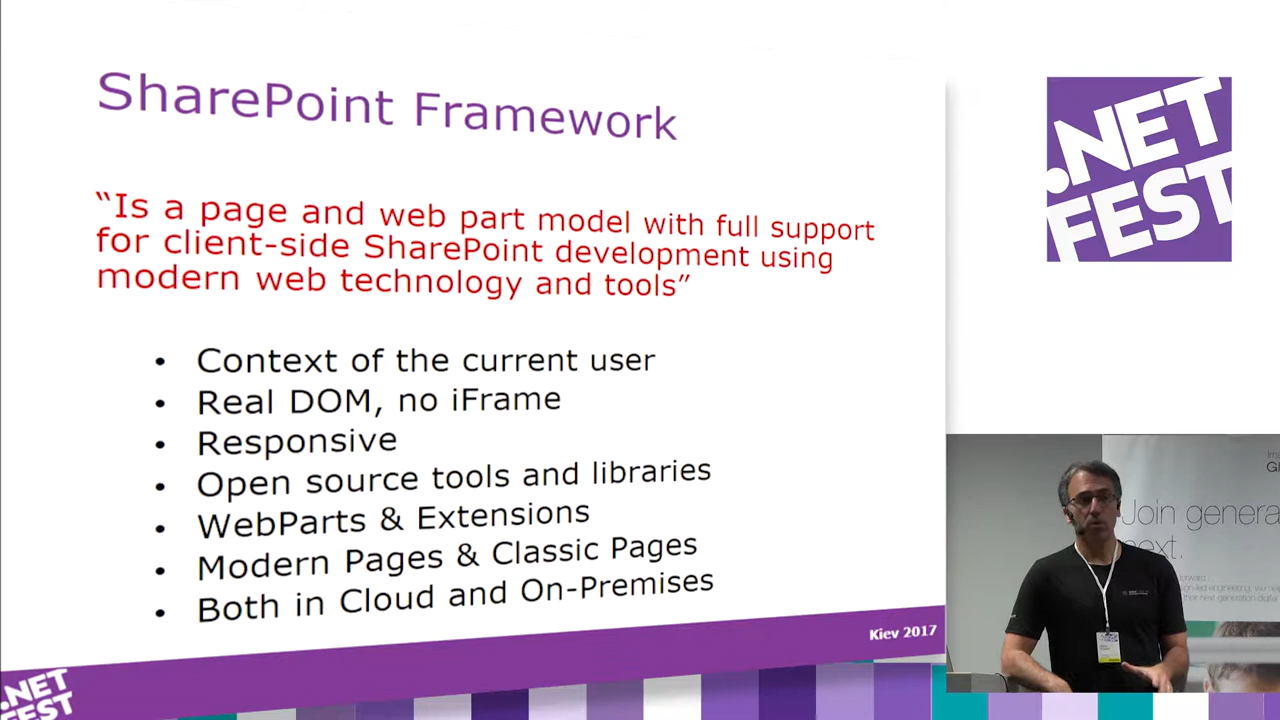 SharePoint Framework
“Is a page and web part model with full support
for client-side SharePoint development using
modern web technology and tools”
• Context of the current user
• Real DOM, no iFrame
• Responsive
• Open source tools and libraries
• WebParts & Extensions
• Modern Pages & Classic Pages
• Both in Cloud and On-Premises
Kiev 2017
.NET
FEST
.NET
FEST
Join genera
next.